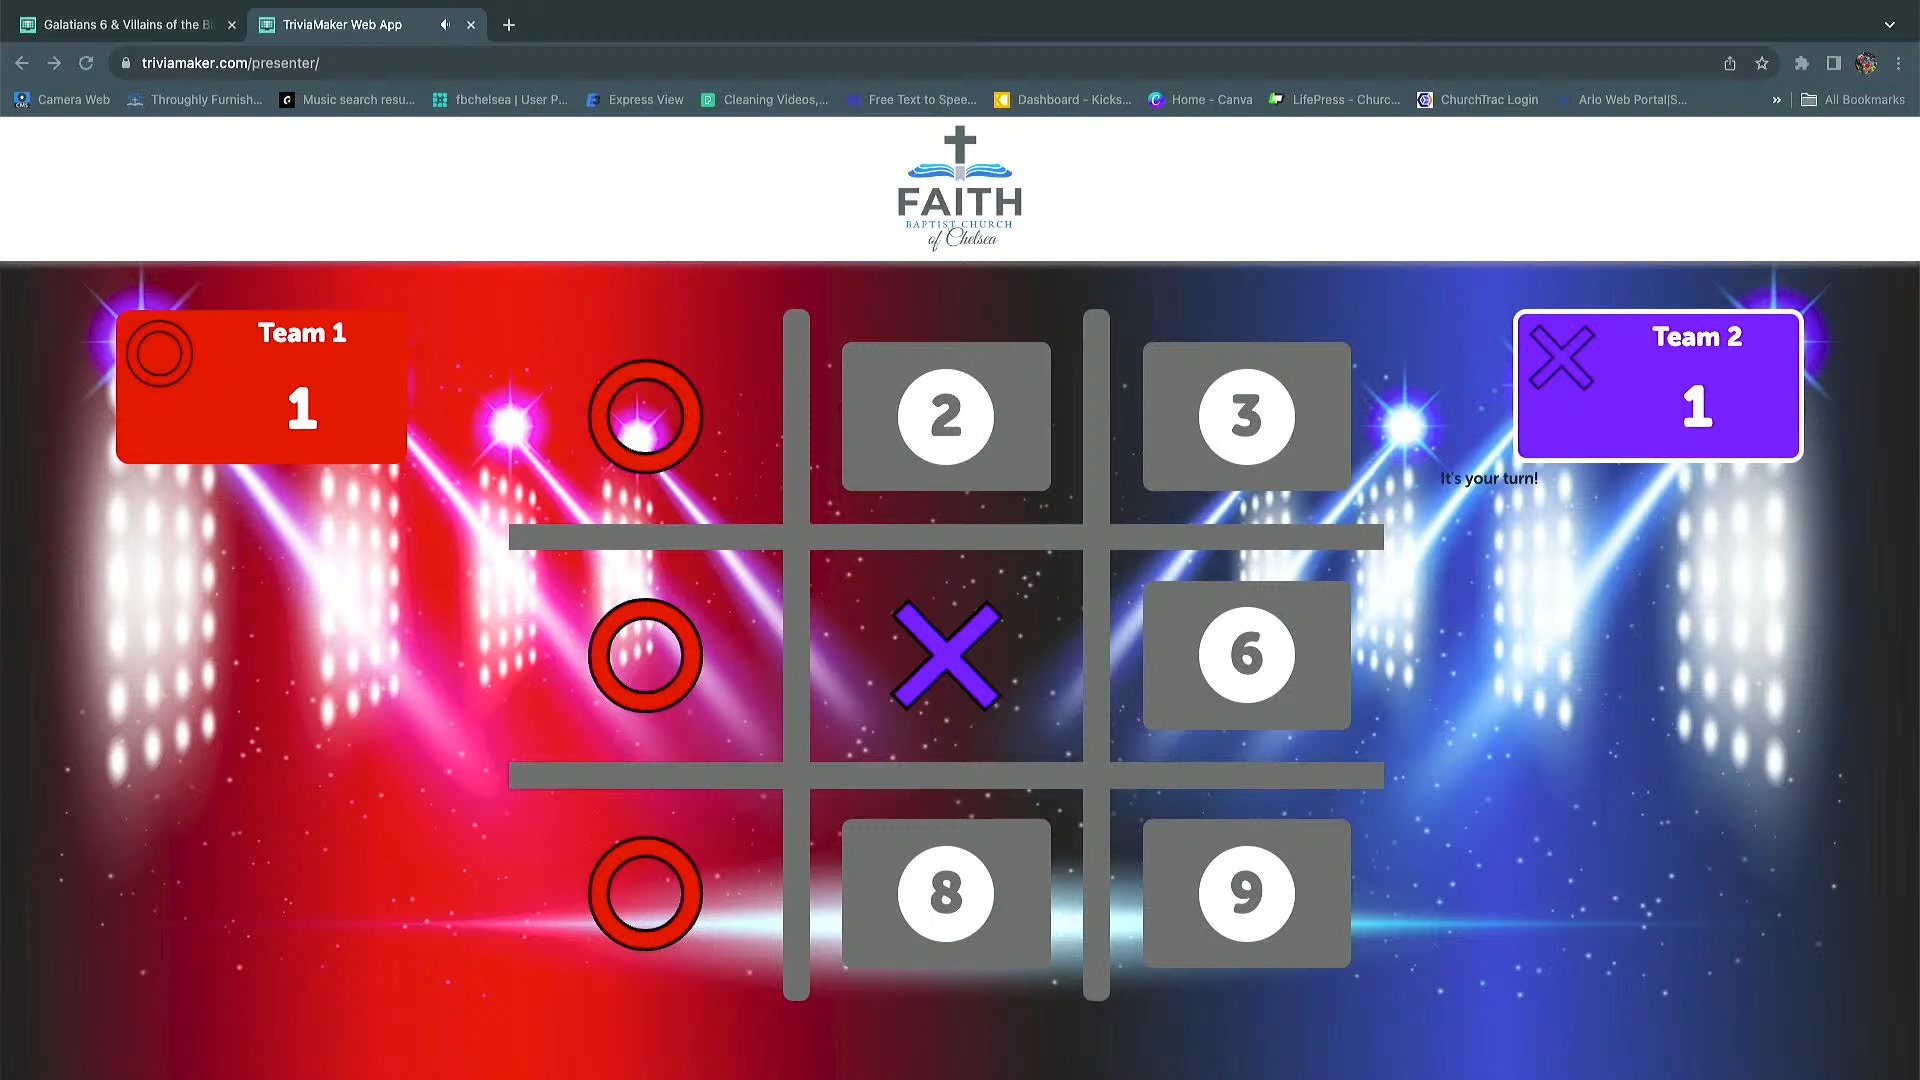 Galatians 6 & Villains of the B
TriviaMaker Web App
triviamaker.com/presenter/
Camera Web
Throughly Furnish...
Music search resu...
fbchelsea | User P...
Express View
Cleaning Videos,...
Free Text to Spee...
Dashboard - Kicks...
Home - Canva
LifePress - Churc...
ChurchTrac Login
Arlo Web Portal|S...
All Bookmarks
FAITH
BAPTIST CHURCH
of Chelsea
Team 1
1
2
3
Team 2
1
It's your turn!
6
8
9